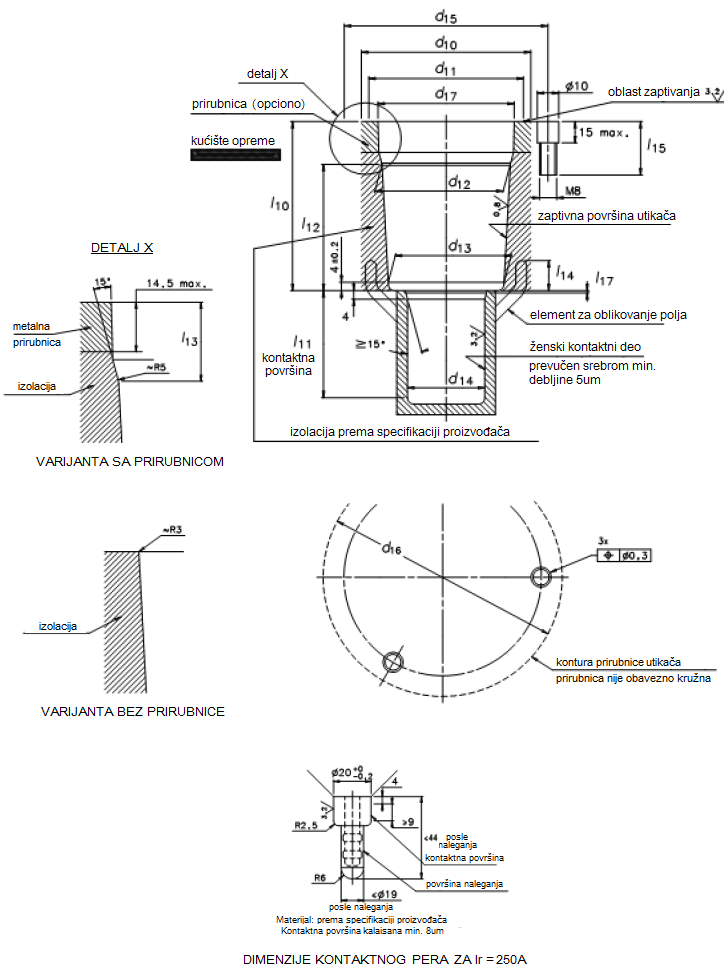 d15
d10
detalj X
d11
Ø10
prirubnica (opciono)
d17
oblast zaptivanja 3,2
15 max.
l15
kućište opreme
M8
d12
l10
l12
0,8
zaptivna površina utikača
DETALJ X
4±0.2
d13
15°
14.5 max.
l14
l17
4
element za oblikovanje polja
metalna
prirubnica
l13
l11
kontaktna
površina
≥15°
3,2
ženski kontaktni deo
prevučen srebrom min.
debljine 5um
≈R5
izolacija
d14
izolacija prema specifikaciji proizvođača
VARIJANTA SA PRIRUBNICOM
≈R3
d16
3x
⌖ Ø0.3
izolacija
kontura prirubnice utikača
prirubnica nije obavezno kružna
VARIJANTA BEZ PRIRUBNICE
Ø20 +0 -0,2
4
3,2
R2,5
≥9
<44 posle
naleganja
kontaktna površina
R6
površina naleganja
<Ø19
posle naleganja
Materijal: prema specifikaciji proizvođača
Kontaktna površina kalaisana min. 8um
DIMENZIJE KONTAKTNOG PERA ZA Ir = 250A